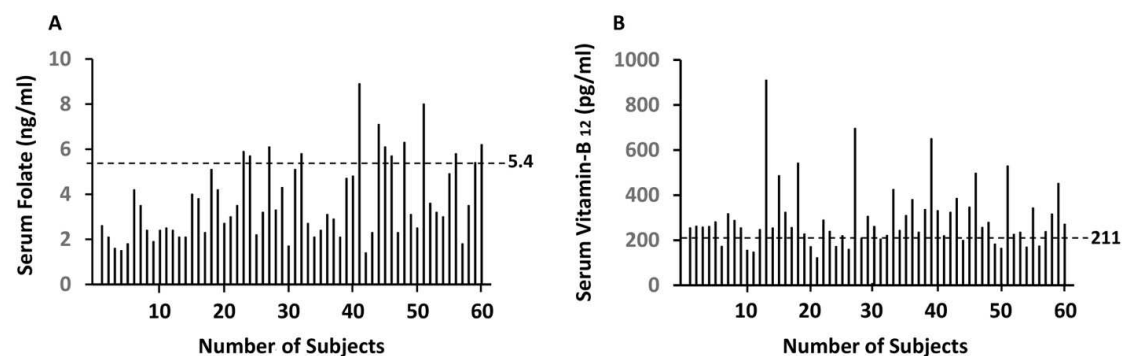 A
Serum Folate (ng/ml)
10
8
6
4
2
0
5.4
10 20 30 40 50 60
Number of Subjects
B
Serum Vitamin-B 12 (pg/ml)
1000
800
600
400
200
0
211
10 20 30 40 50 60
Number of Subjects